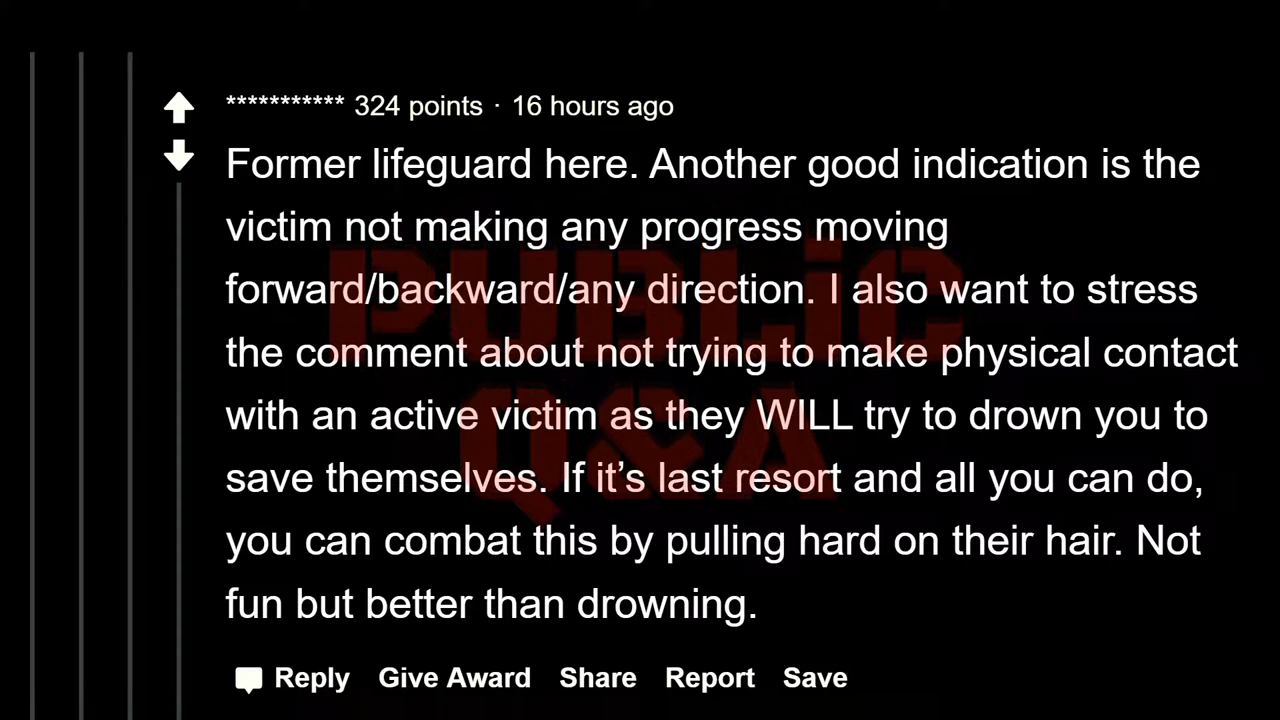 *********** 324 points · 16 hours ago
Former lifeguard here. Another good indication is the
victim not making any progress moving
forward/backward/any direction. I also want to stress
the comment about not trying to make physical contact
with an active victim as they WILL try to drown you to
save themselves. If it’s last resort and all you can do,
you can combat this by pulling hard on their hair. Not
fun but better than drowning.
Reply Give Award Share Report Save
PUBLiC
Q&A